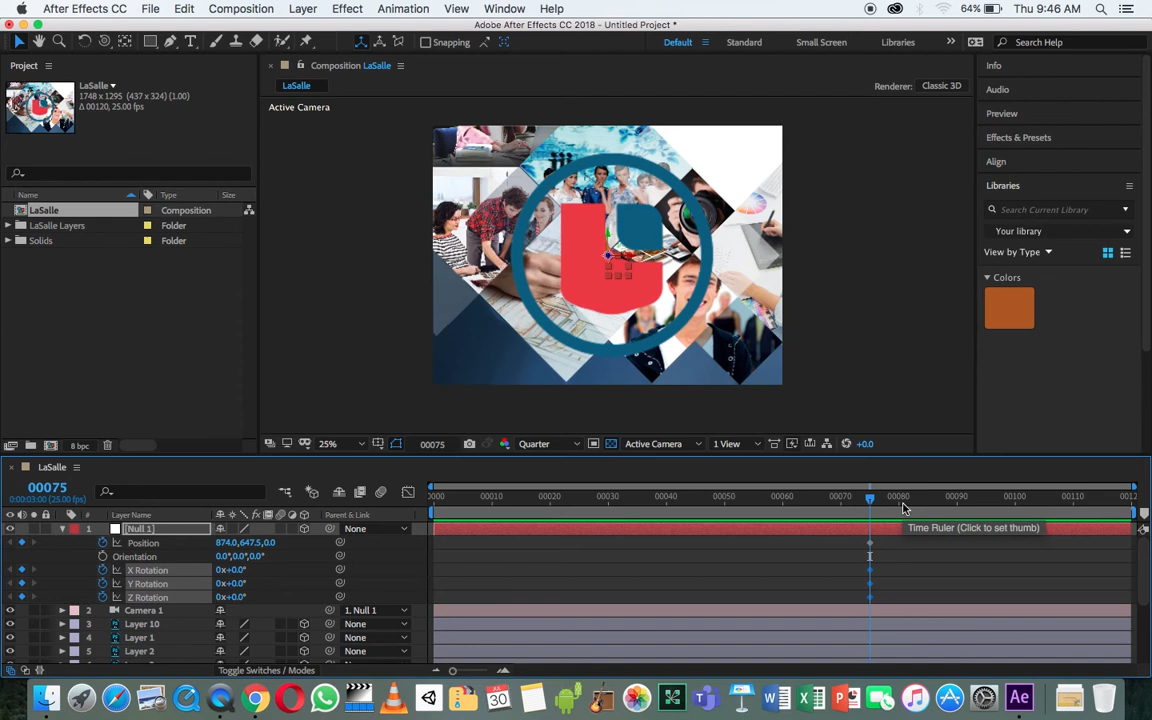 After Effects CC File Edit Composition Layer Effect Animation View Window Help 64% Thu 9:46 AM
Adobe After Effects CC 2018 - Untitled Project *
Snapping Default Standard Small Screen Libraries Search Help
Project
Composition LaSalle
Info
LaSalle
1748 x 1295 (437 x 324) (1.00)
Δ 00120, 25.00 fps
LaSalle
Renderer: Classic 3D
Audio
Active Camera
Preview
Effects & Presets
Align
Libraries
Name Type Size
LaSalle Composition
LaSalle Layers Folder
Solids Folder
Search Current Library
Your library
View by Type
Colors
8 bpc
25% 00075 Quarter Active Camera 1 View +0.0
LaSalle
00075
0:00:03:00 (25.00 fps)
0000 00010 00020 00030 00040 00050 00060 00070 00080 00090 00100 00110 0012
# Layer Name Parent & Link
1 [Null 1] None
Time Ruler (Click to set thumb)
Position 874.0,647.5,0.0
Orientation 0.0°,0.0°,0.0°
X Rotation 0x+0.0°
Y Rotation 0x+0.0°
Z Rotation 0x+0.0°
2 Camera 1 1. Null 1
3 Layer 10 None
4 Layer 1 None
5 Layer 2 None
Toggle Switches / Modes